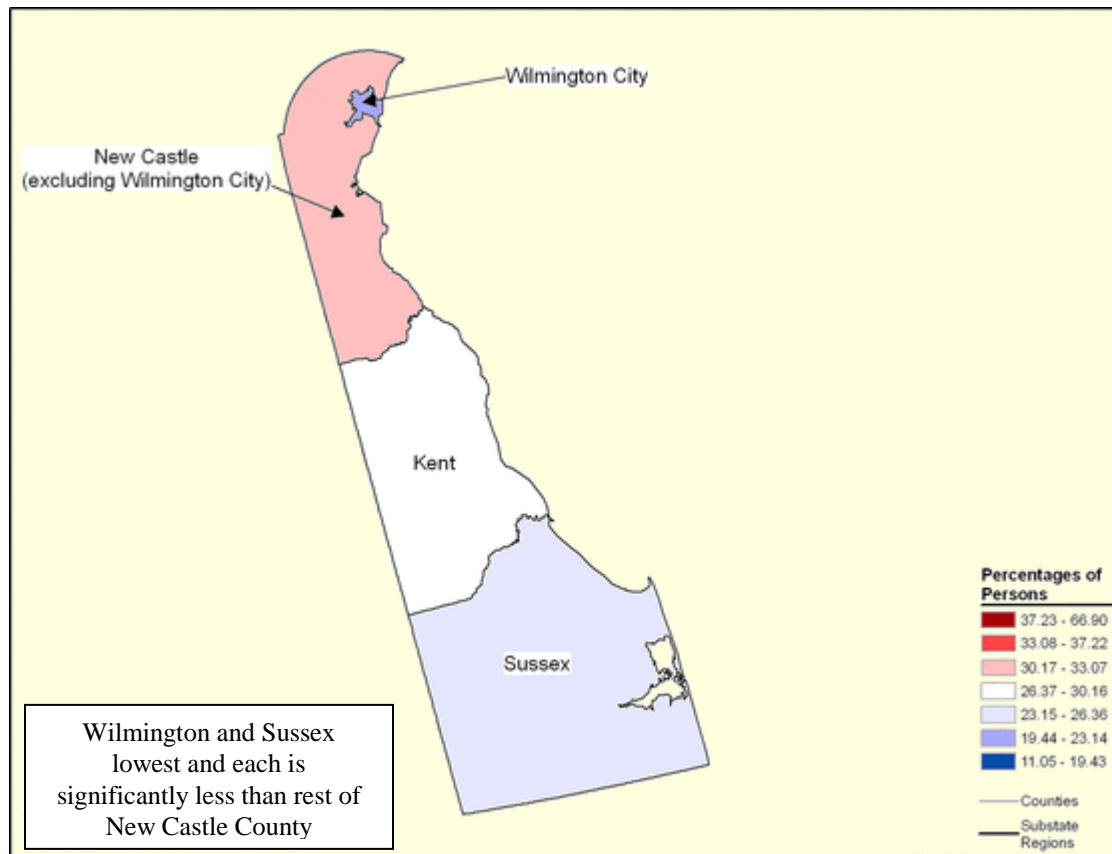 Wilmington City
New Castle
(excluding Wilmington City)
Kent
Sussex
Percentages of
Persons
37.23 - 66.90
33.08 - 37.22
30.17 - 33.07
26.37 - 30.16
23.15 - 26.36
19.44 - 23.14
11.05 - 19.43
Counties
Substate
Regions
Wilmington and Sussex
lowest and each is
significantly less than rest of
New Castle County